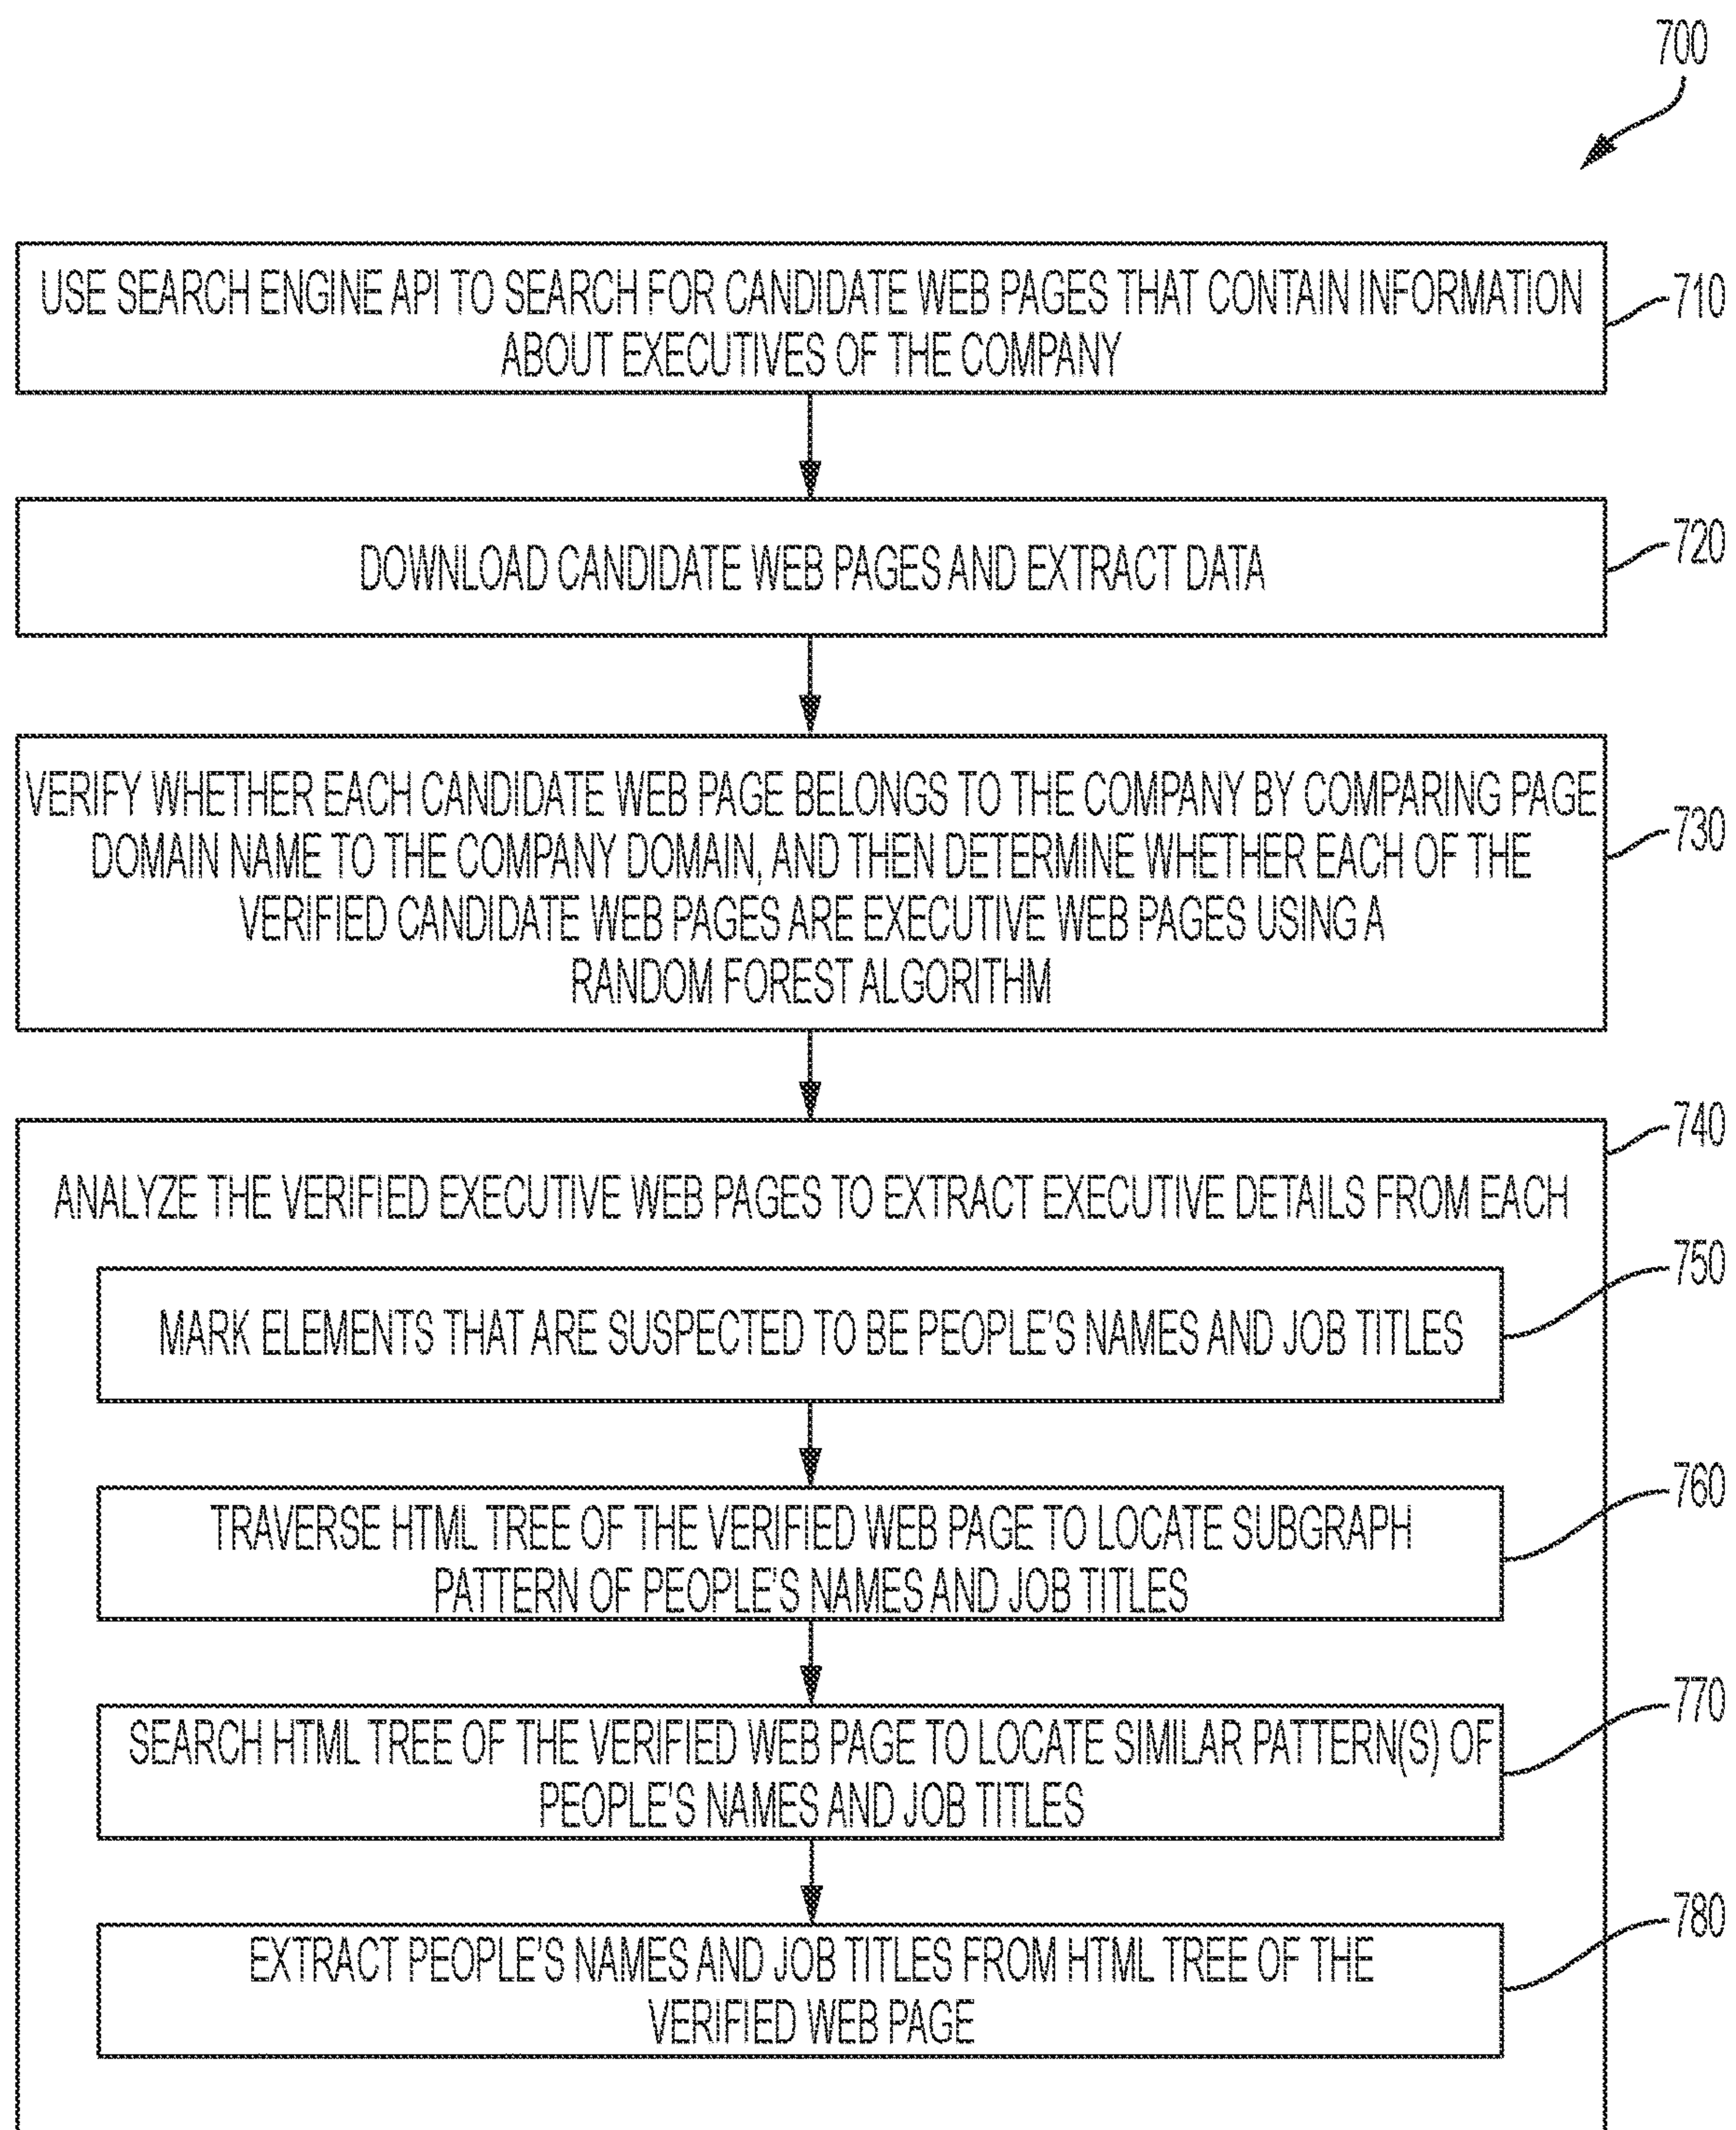 700
USE SEARCH ENGINE API TO SEARCH FOR CANDIDATE WEB PAGES THAT CONTAIN INFORMATION
ABOUT EXECUTIVES OF THE COMPANY
710
DOWNLOAD CANDIDATE WEB PAGES AND EXTRACT DATA
720
VERIFY WHETHER EACH CANDIDATE WEB PAGE BELONGS TO THE COMPANY BY COMPARING PAGE
DOMAIN NAME TO THE COMPANY DOMAIN, AND THEN DETERMINE WHETHER EACH OF THE
VERIFIED CANDIDATE WEB PAGES ARE EXECUTIVE WEB PAGES USING A
RANDOM FOREST ALGORITHM
730
740
ANALYZE THE VERIFIED EXECUTIVE WEB PAGES TO EXTRACT EXECUTIVE DETAILS FROM EACH
750
MARK ELEMENTS THAT ARE SUSPECTED TO BE PEOPLE'S NAMES AND JOB TITLES
760
TRAVERSE HTML TREE OF THE VERIFIED WEB PAGE TO LOCATE SUBGRAPH
PATTERN OF PEOPLE'S NAMES AND JOB TITLES
770
SEARCH HTML TREE OF THE VERIFIED WEB PAGE TO LOCATE SIMILAR PATTERN(S) OF
PEOPLE'S NAMES AND JOB TITLES
780
EXTRACT PEOPLE'S NAMES AND JOB TITLES FROM HTML TREE OF THE
VERIFIED WEB PAGE